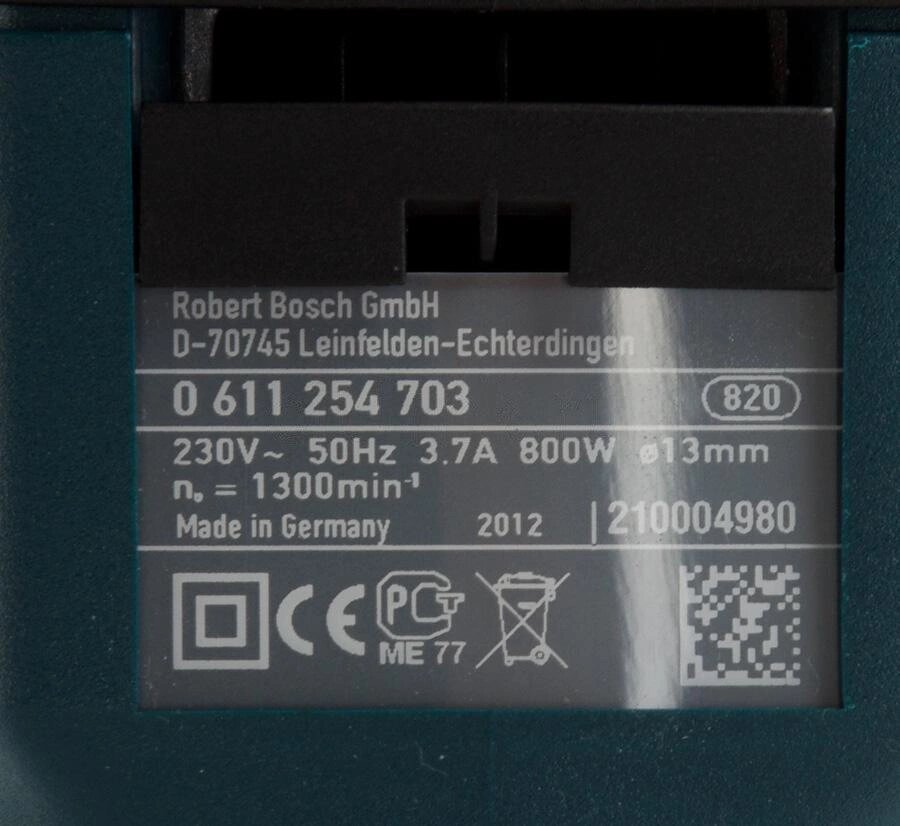 Robert Bosch GmbH
D-70745 Leinfelden-Echterdingen
0 611 254 703 820
230V~ 50Hz 3.7A 800W ø13mm
n₀ = 1300min⁻¹
Made in Germany 2012 |210004980
CE PCT
ME 77